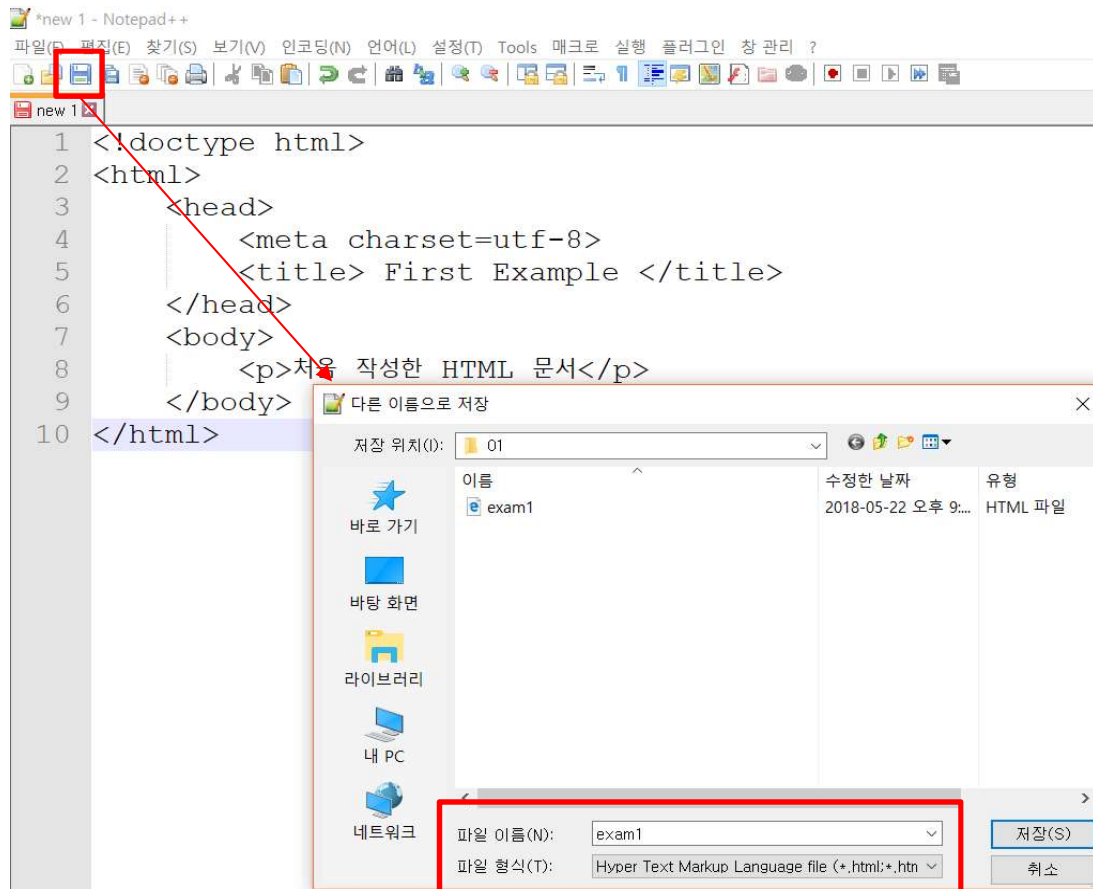 *new 1 - Notepad++
파일(F) 편집(E) 찾기(S) 보기(V) 인코딩(N) 언어(L) 설정(T) Tools 매크로 실행 플러그인 창 관리 ?
new 1
1 <!doctype html>
2 <html>
3 <head>
4 <meta charset=utf-8>
5 <title> First Example </title>
6 </head>
7 <body>
8 <p>처음 작성한 HTML 문서</p>
9 </body>
10 </html>
다른 이름으로 저장
저장 위치(I): 01
이름 수정한 날짜 유형
exam1 2018-05-22 오후 9:... HTML 파일
바로 가기
바탕 화면
라이브러리
내 PC
네트워크
파일 이름(N): exam1 저장(S)
파일 형식(T): Hyper Text Markup Language file (*.html;*.htn 취소